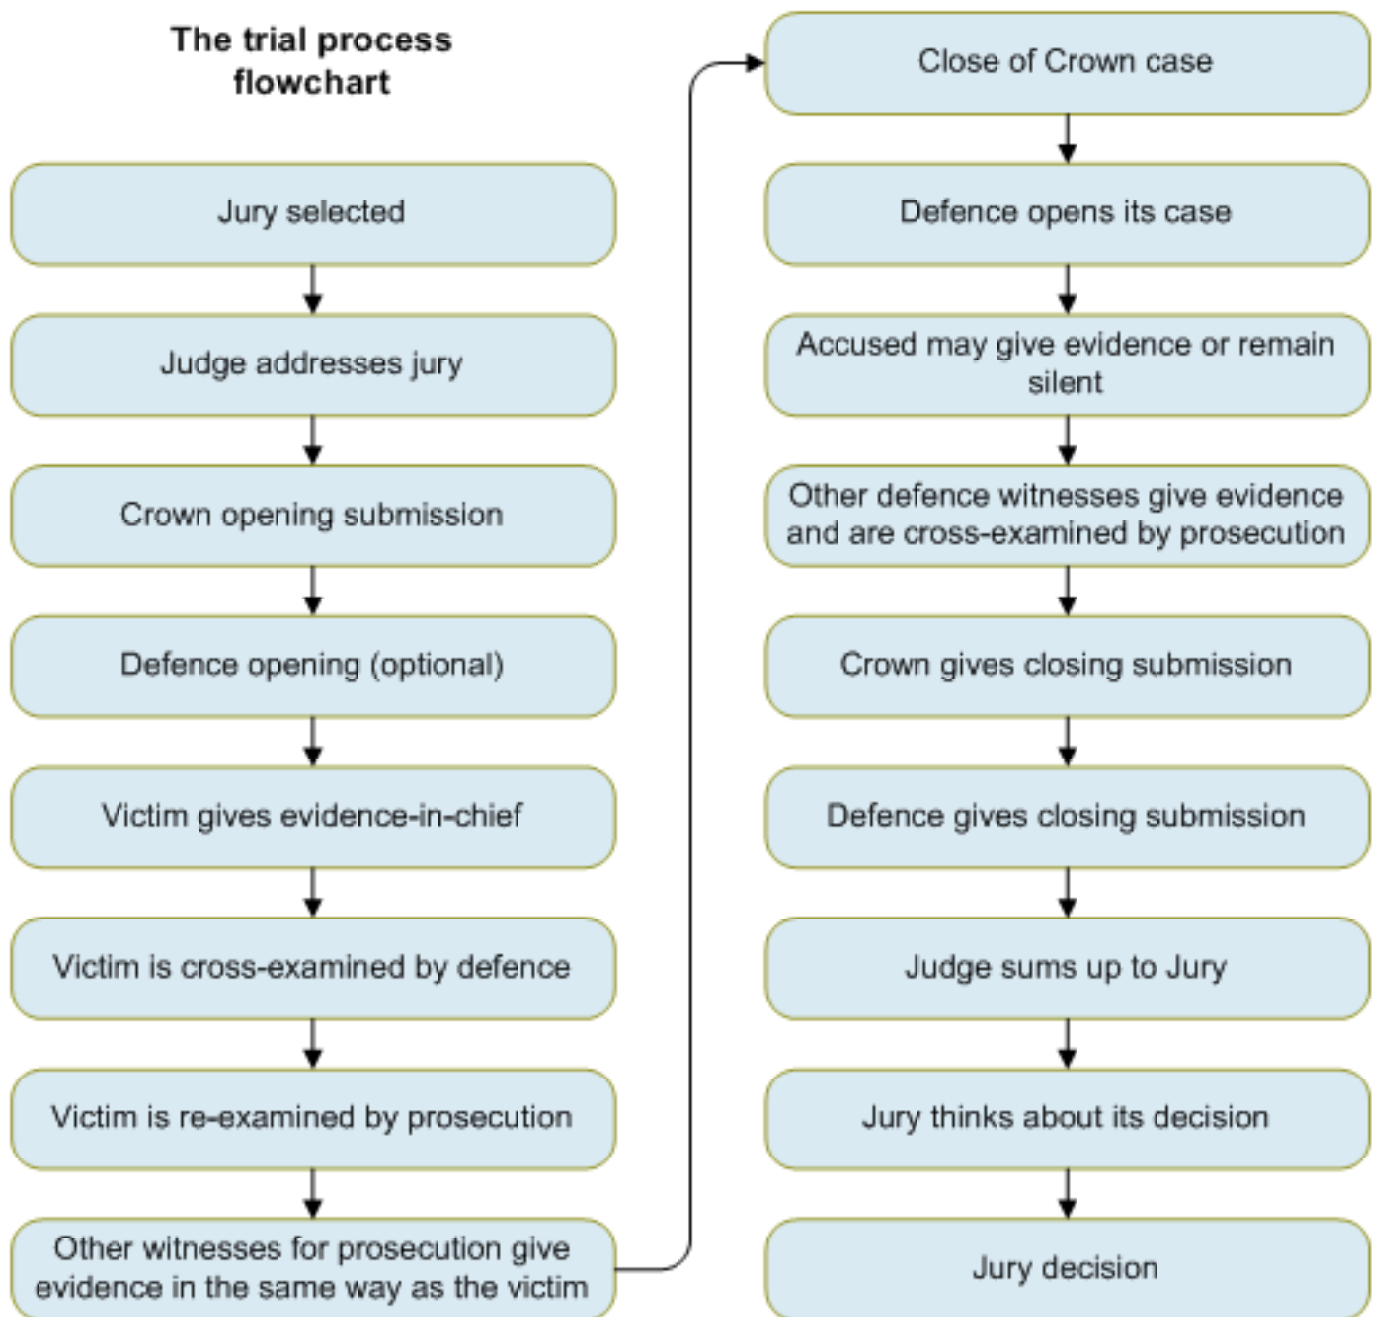 The trial process
flowchart
Jury selected
Judge addresses jury
Crown opening submission
Defence opening (optional)
Victim gives evidence-in-chief
Victim is cross-examined by defence
Victim is re-examined by prosecution
Other witnesses for prosecution give
evidence in the same way as the victim
Close of Crown case
Defence opens its case
Accused may give evidence or remain
silent
Other defence witnesses give evidence
and are cross-examined by prosecution
Crown gives closing submission
Defence gives closing submission
Judge sums up to Jury
Jury thinks about its decision
Jury decision